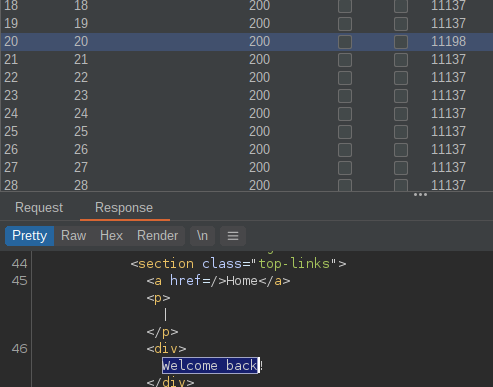 18 18 200 11137
19 19 200 11137
20 20 200 11198
21 21 200 11137
22 22 200 11137
23 23 200 11137
24 24 200 11137
25 25 200 11137
26 26 200 11137
27 27 200 11137
28 28 200 11137
Request Response
Pretty Raw Hex Render \n
44 <section class="top-links">
45 <a href=/>Home</a>
<p>
|
</p>
46 <div>
Welcome back!
</div>